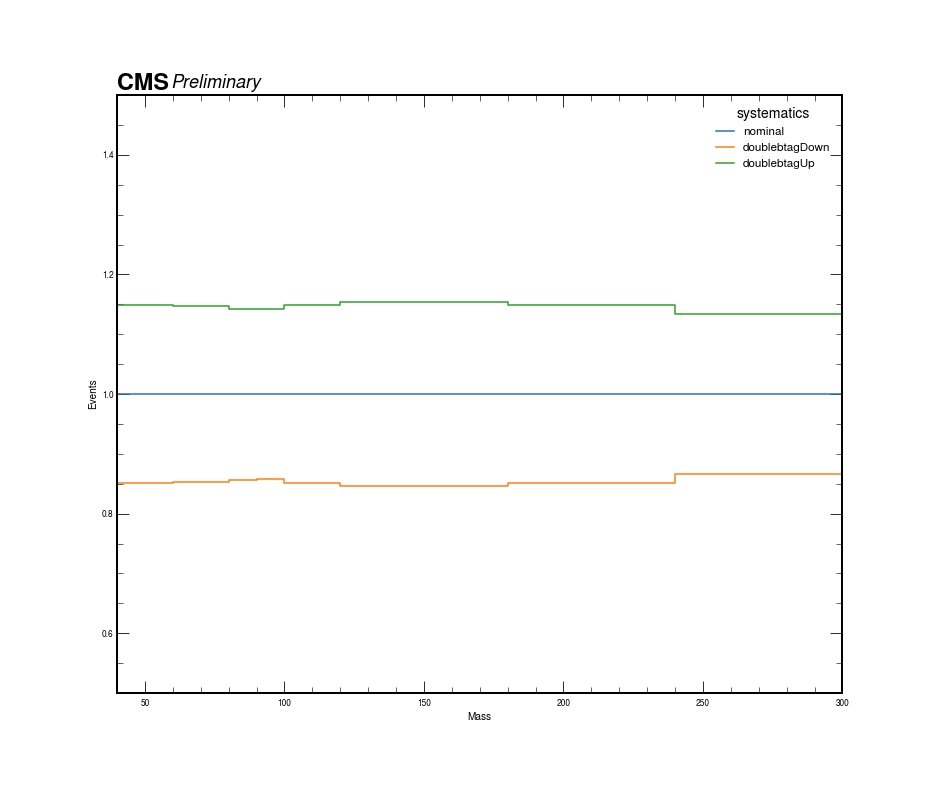 CMS Preliminary
systematics
nominal
doublebtagDown
doublebtagUp
1.4
1.2
1.0
0.8
0.6
Events
50 100 150 200 250 300
Mass